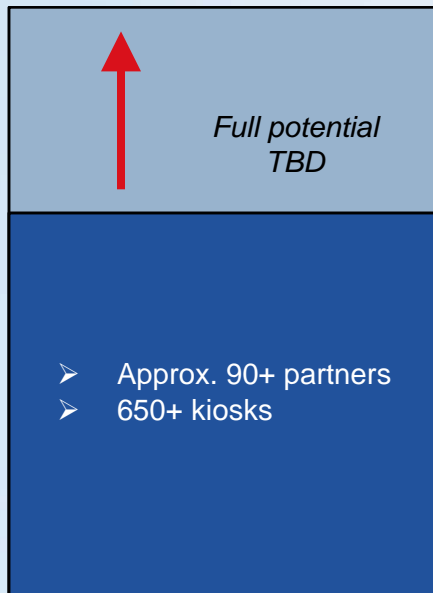 Full potential
TBD
➢ Approx. 90+ partners
➢ 650+ kiosks